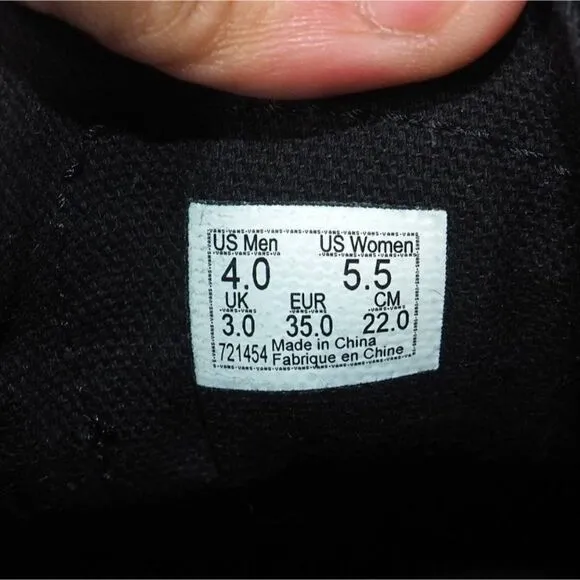 US Men US Women
4.0 5.5
UK EUR CM
3.0 35.0 22.0
721454 Made in China
Fabrique en Chine